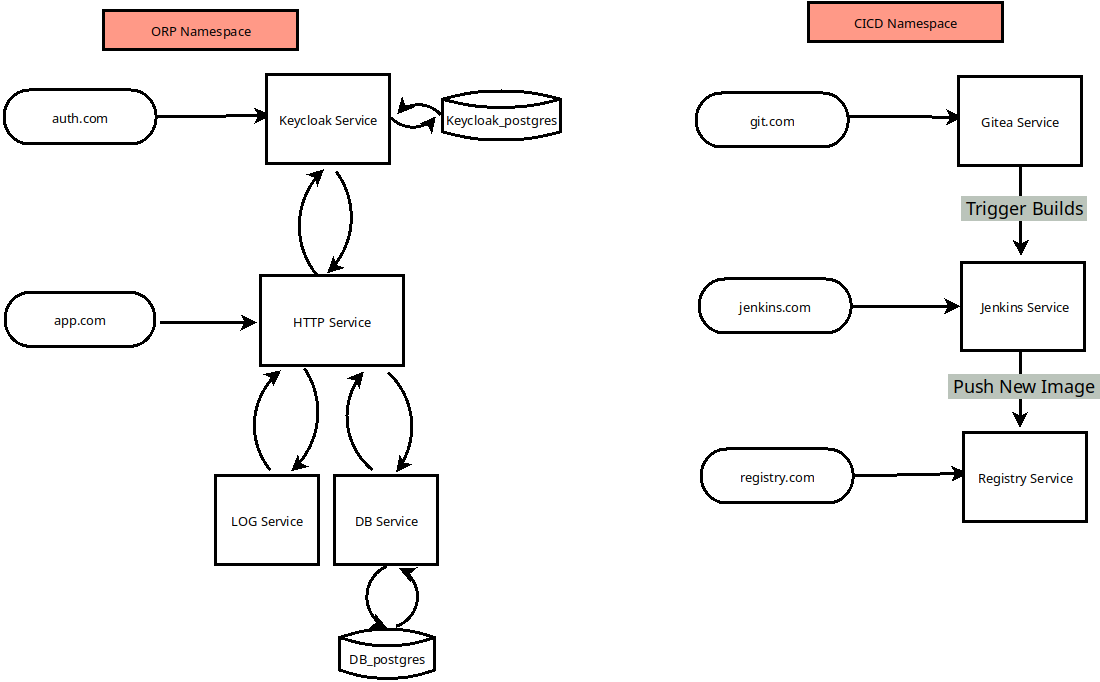 ORP Namespace
CICD Namespace
auth.com
Keycloak Service
Keycloak_postgres
git.com
Gitea Service
Trigger Builds
app.com
HTTP Service
jenkins.com
Jenkins Service
Push New Image
LOG Service
DB Service
registry.com
Registry Service
DB_postgres